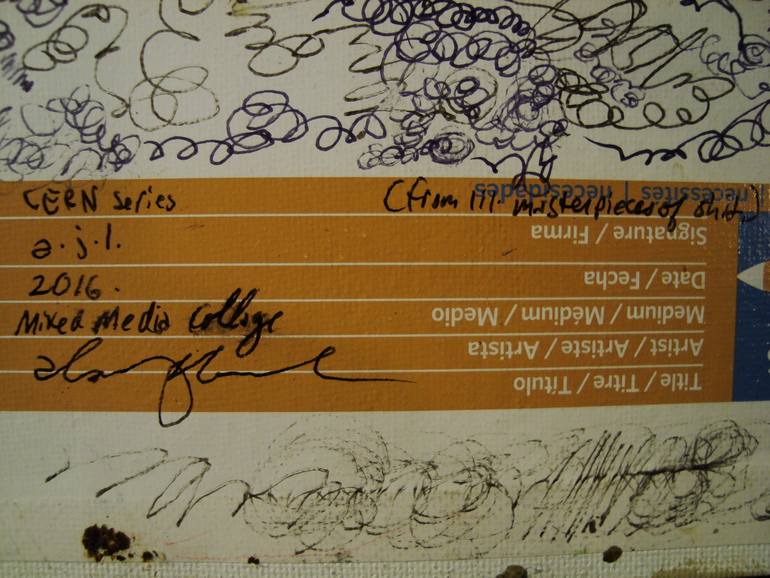 nécessités | necesidades
CERN series (from 111 masterpieces of shit)
a.j.l. Signature / Firma
2016. Date / Fecha
Mixed Media Collage Medium / Médium / Medio
Artist / Artiste / Artista
Title / Titre / Título